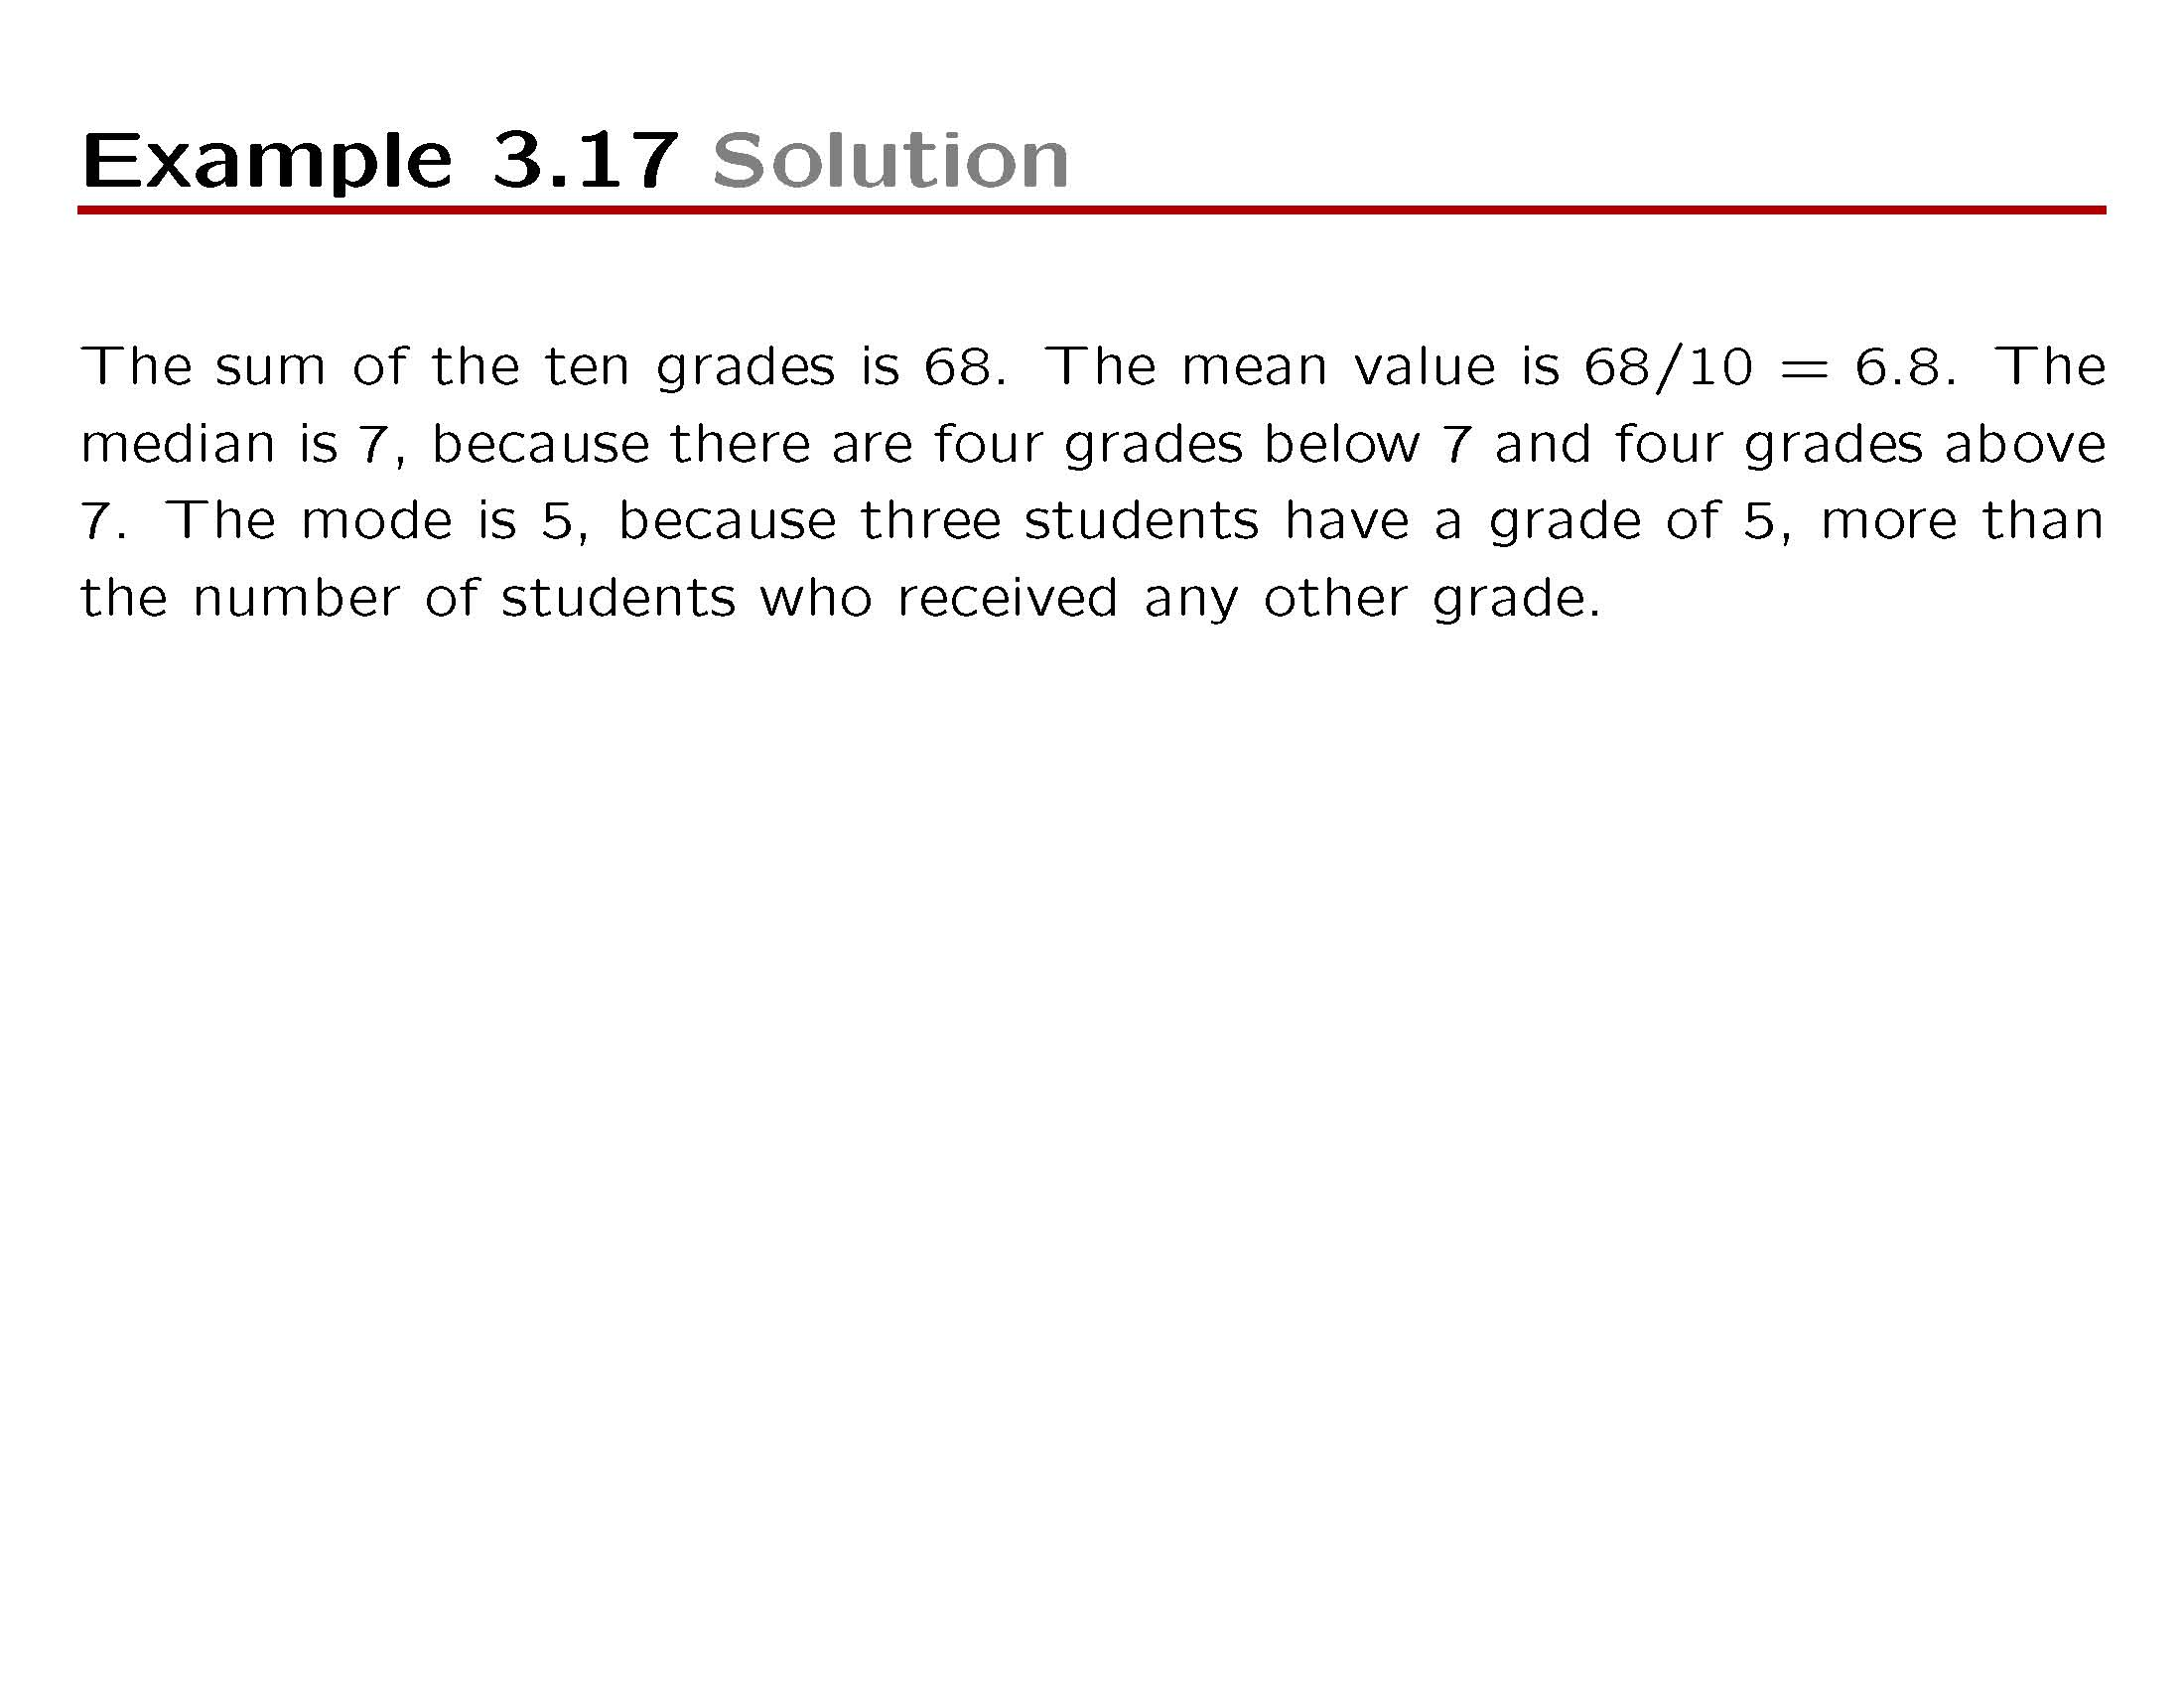 Example 3.17 Solution
The sum of the ten grades is 68. The mean value is 68/10 = 6.8. The
median is 7, because there are four grades below 7 and four grades above
7. The mode is 5, because three students have a grade of 5, more than
the number of students who received any other grade.